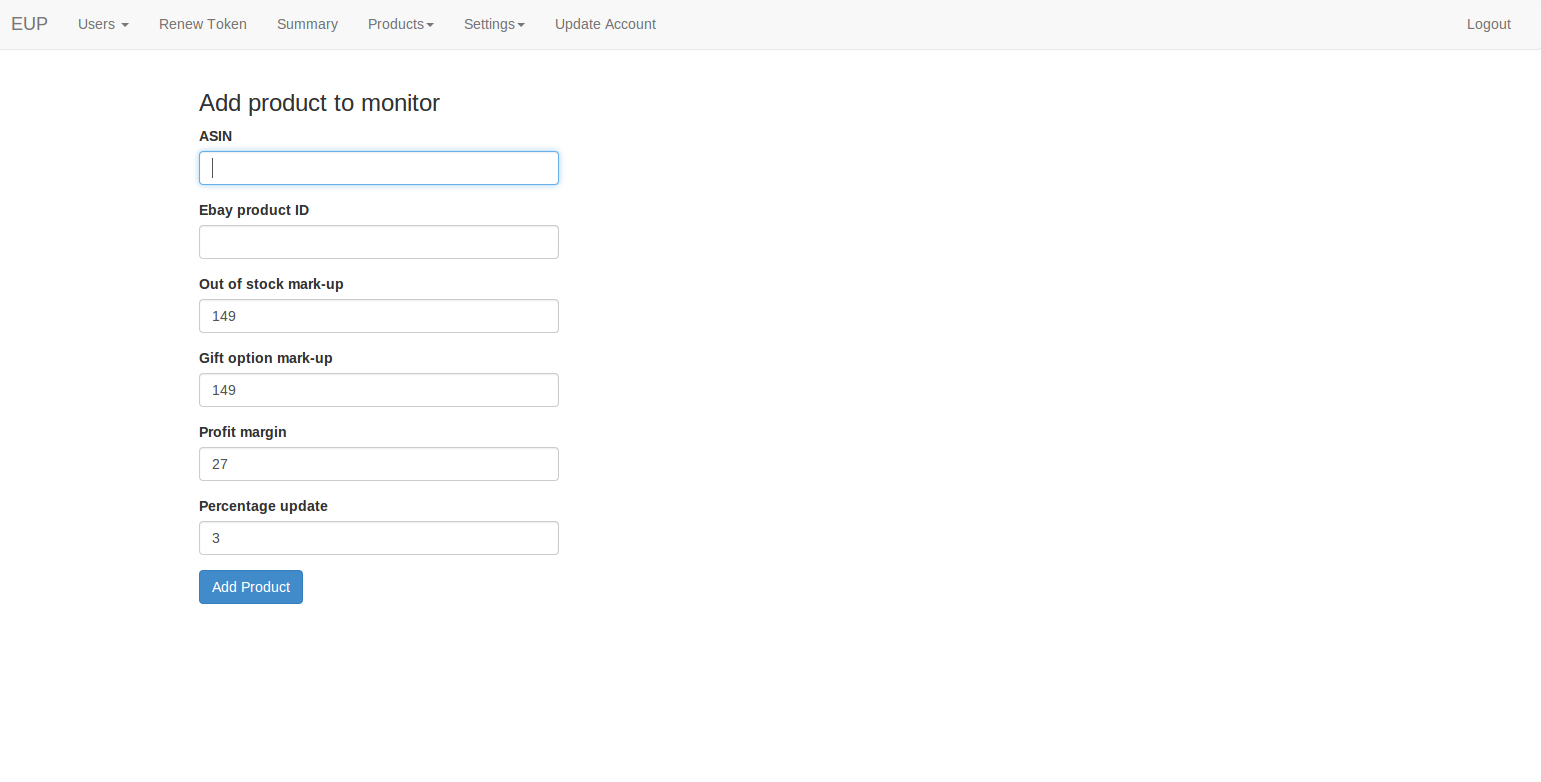 EUP Users Renew Token Summary Products Settings Update Account Logout
Add product to monitor
ASIN
Ebay product ID
Out of stock mark-up
149
Gift option mark-up
149
Profit margin
27
Percentage update
3
Add Product